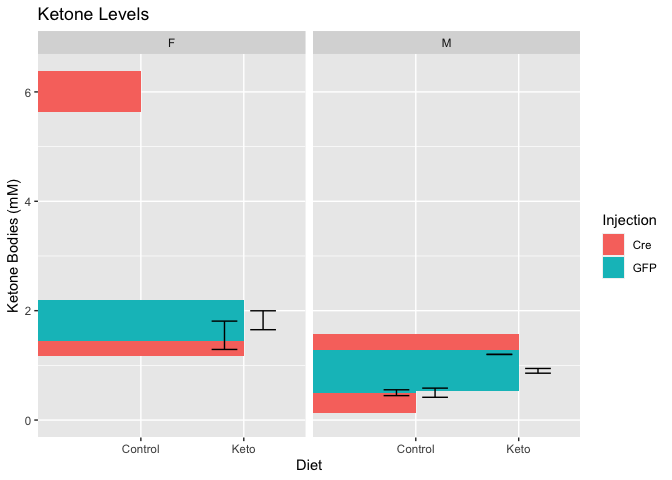 Ketone Levels
F
M
6
4
2
0
Ketone Bodies (mM)
Control
Keto
Control
Keto
Diet
Injection
Cre
GFP